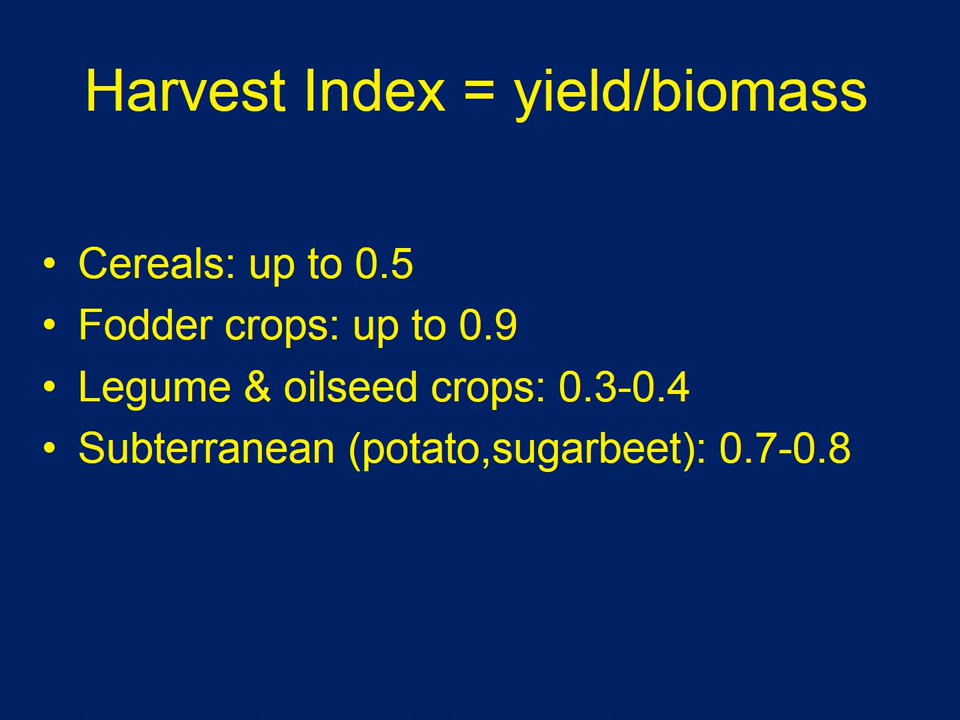 Harvest Index = yield/biomass
• Cereals: up to 0.5
• Fodder crops: up to 0.9
• Legume & oilseed crops: 0.3-0.4
• Subterranean (potato,sugarbeet): 0.7-0.8